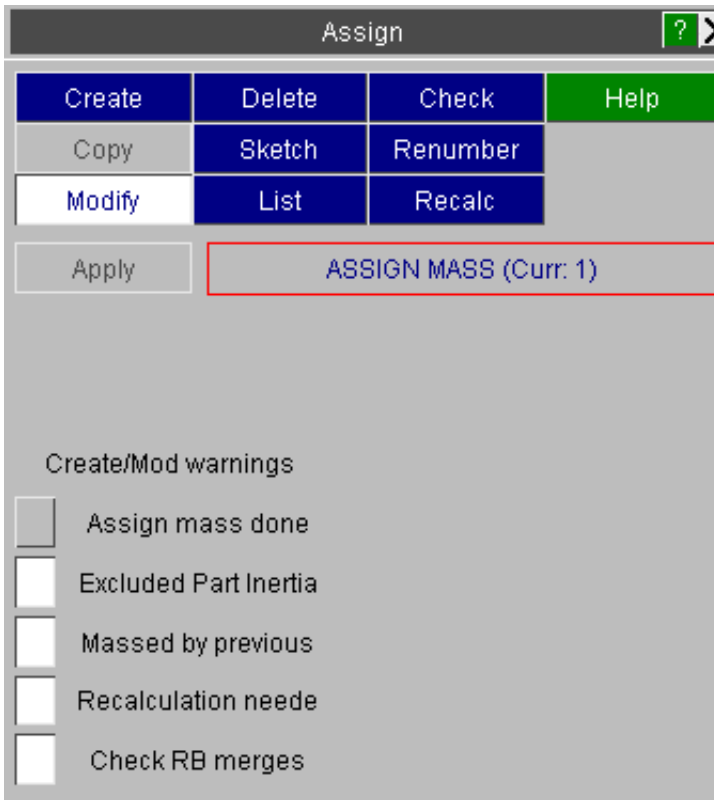 Assign ? X
Create Delete Check Help
Copy Sketch Renumber
Modify List Recalc
Apply ASSIGN MASS (Curr: 1)
Create/Mod warnings
Assign mass done
Excluded Part Inertia
Massed by previous
Recalculation neede
Check RB merges